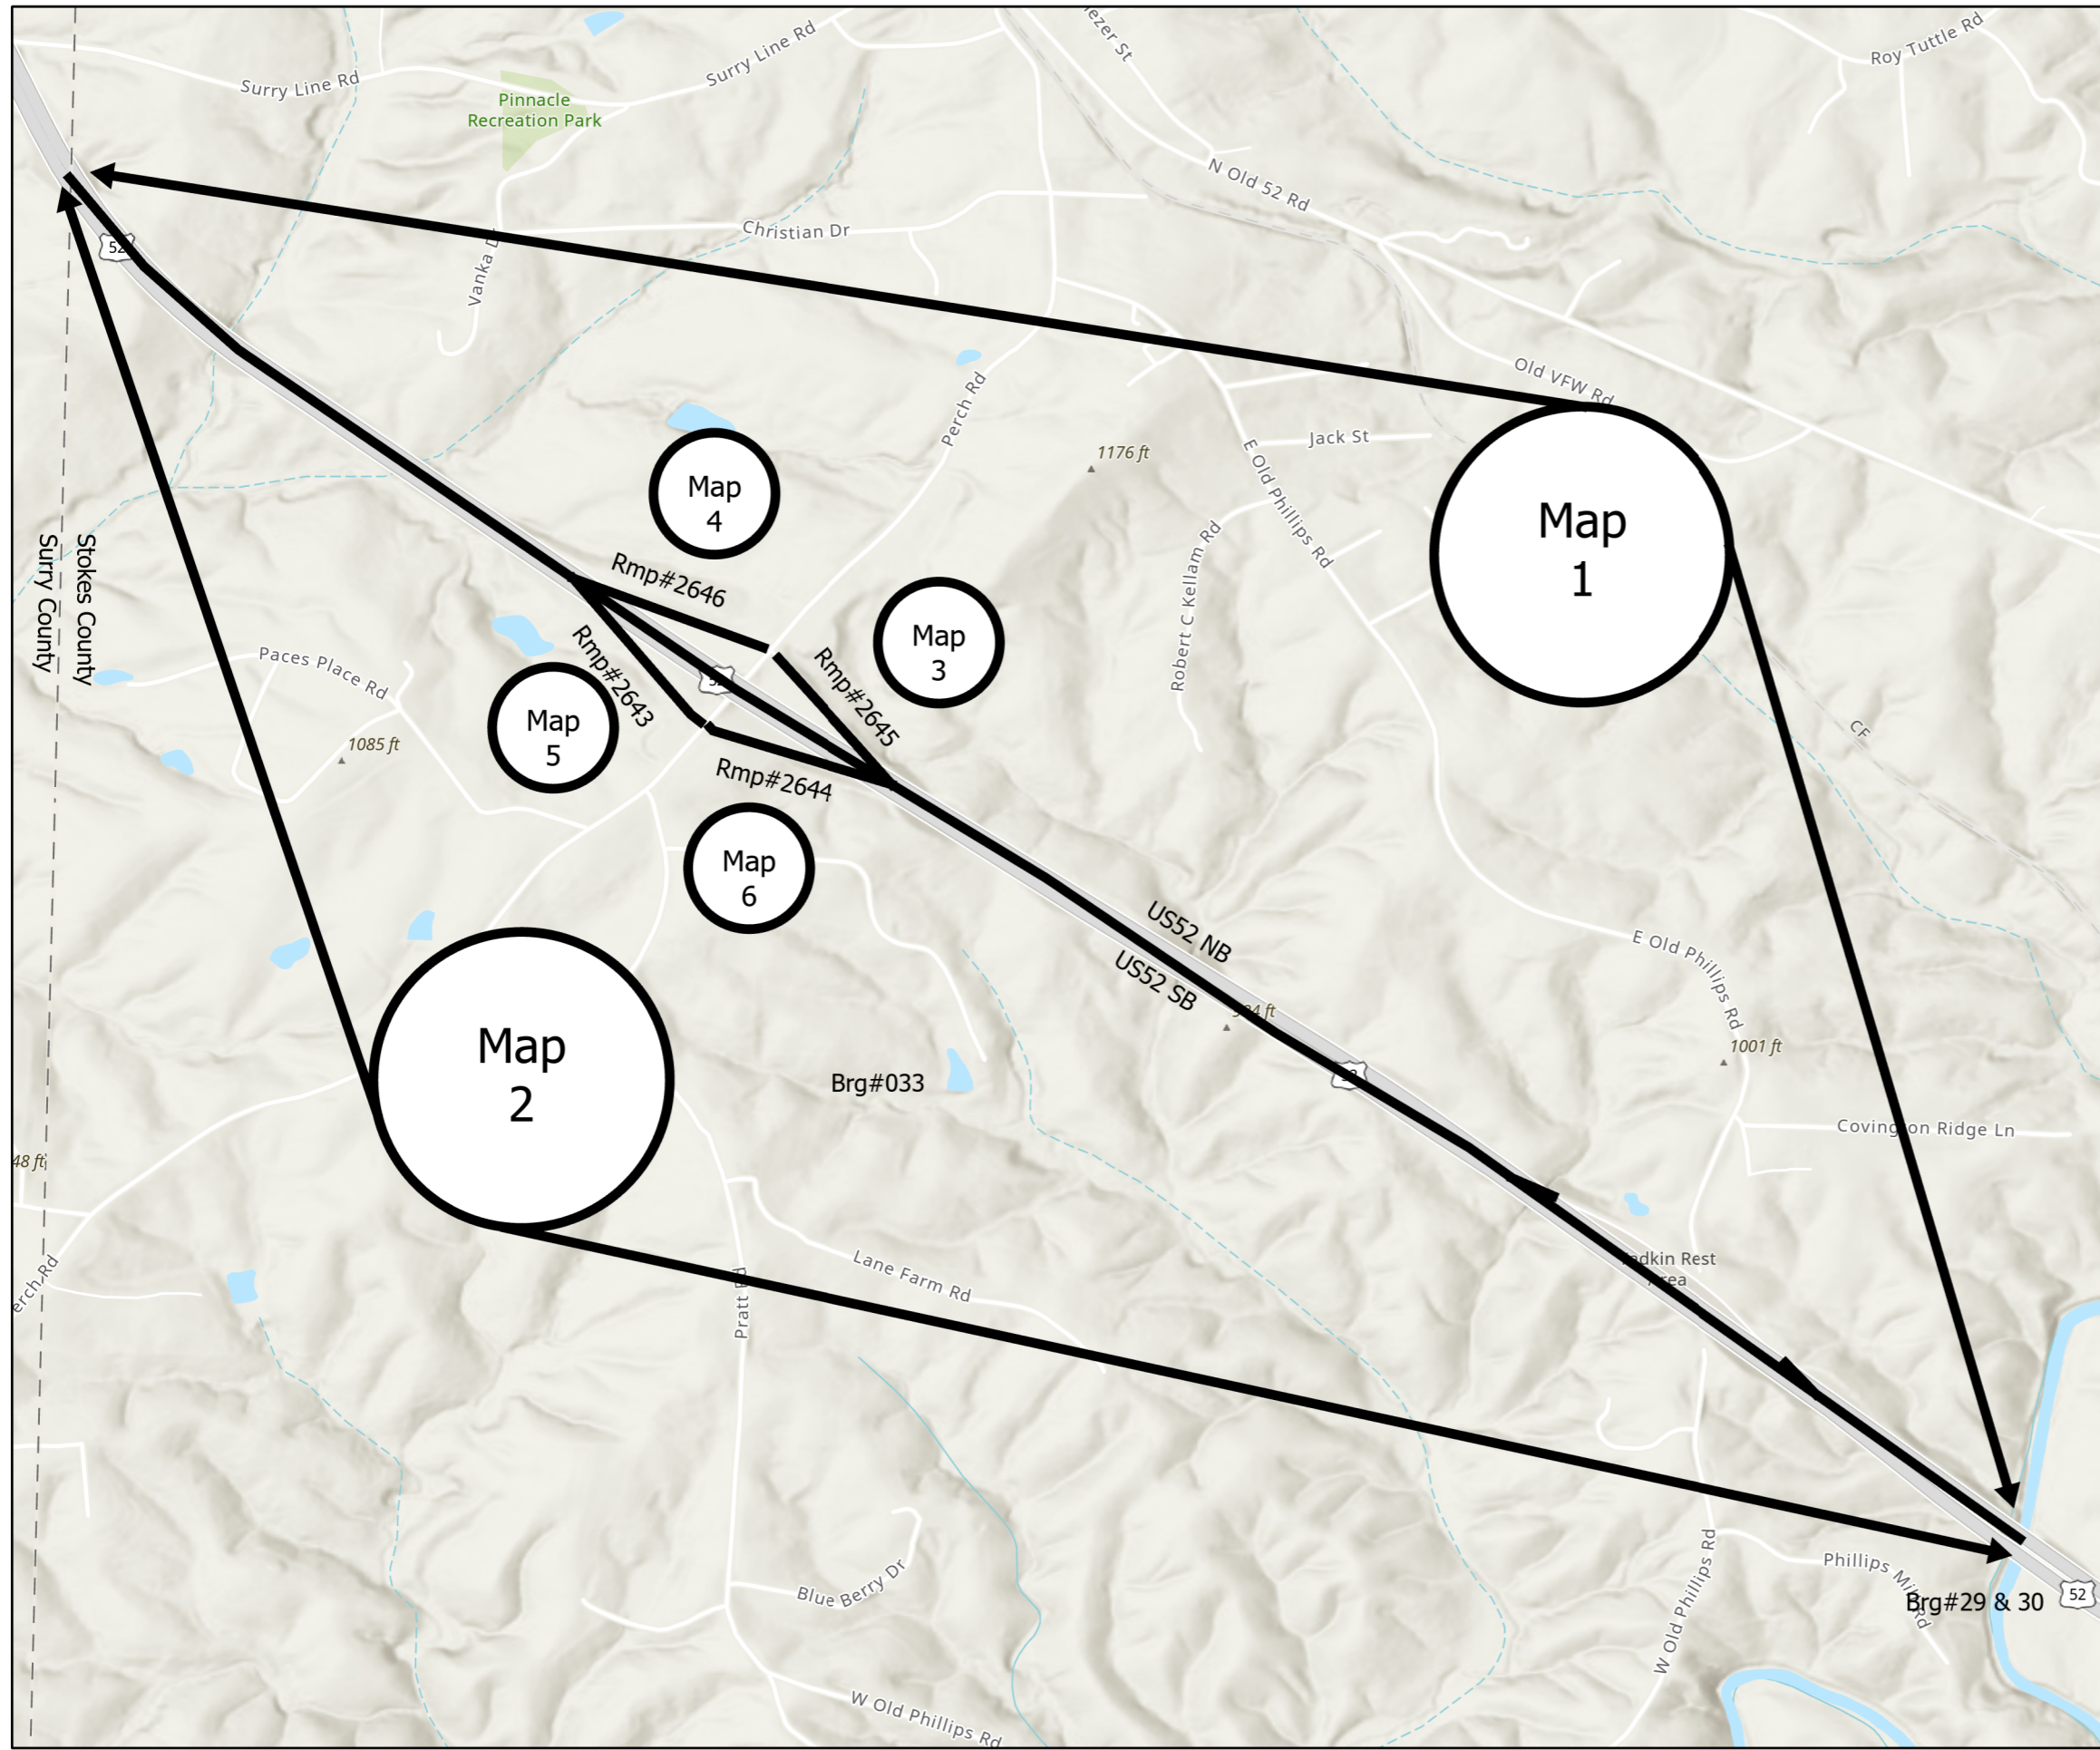 Roy Tuttle Rd
Surry Line Rd
Surry Line Rd
Pinnacle
Recreation Park
N Old 52 Rd
Christian Dr
52
Vanka
Old VFW Rd
Perch Rd
Jack St
1176 ft
E Old Phillips Rd
Map
4
Map
1
Rmp#2646
Stokes County
Surry County
Robert C Kellam Rd
Map
3
Rmp#2643
Rmp#2645
Paces Place Rd
Map
5
1085 ft
CF
Rmp#2644
Map
6
US52 NB
US52 SB
E Old Phillips Rd
Map
2
1001 ft
Brg#033
Covington Ridge Ln
48 ft
Rest
Lane Farm Rd
Pratt
W Old Phillips Rd
Phillips
Blue Berry Dr
Brg#29 & 30
52
W Old Phillips Rd